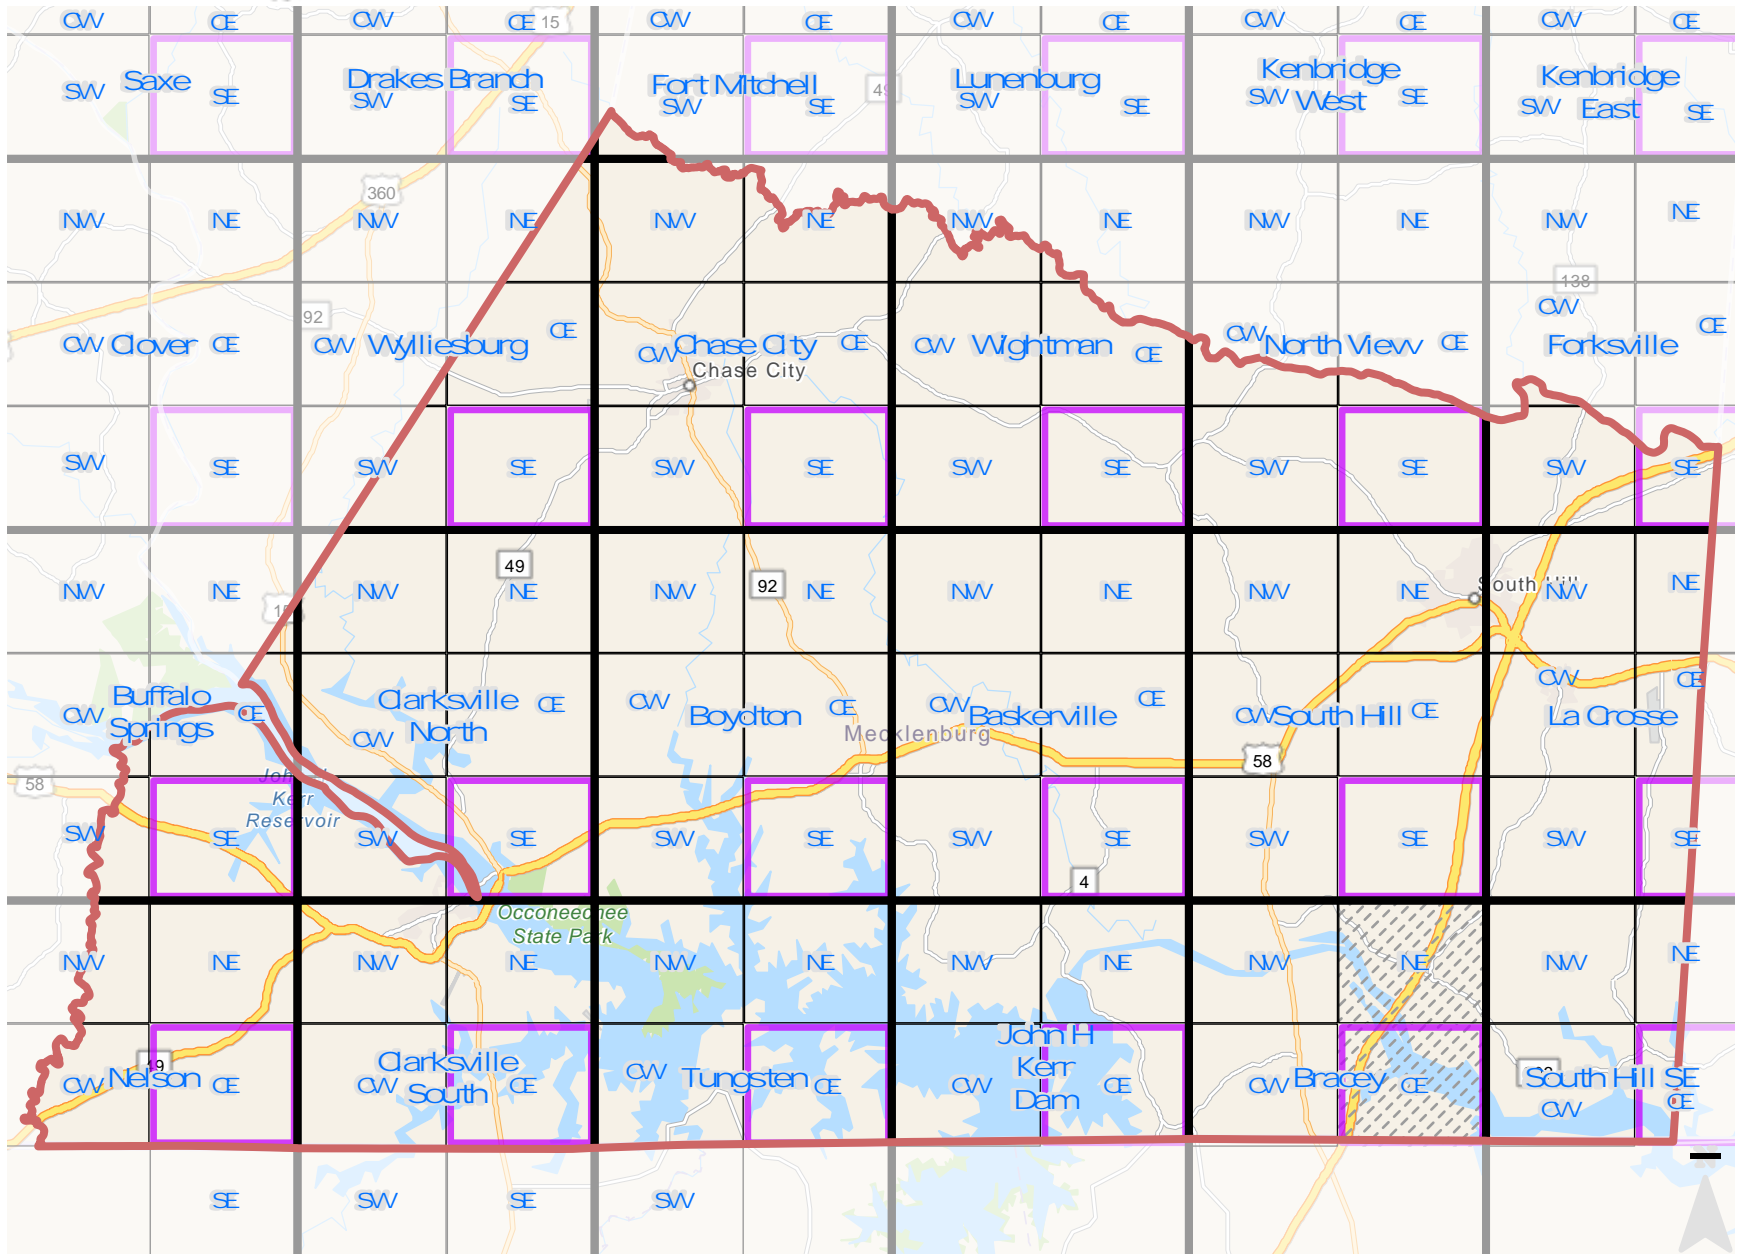 CW CE CW CE 15 CW CE CW CE CW CE CW CE
Saxe Drakes Branch Fort Mitchell 49 Lunenburg Kenbridge West Kenbridge East
SW SE SW SE SW SE SW SE SW SE SW SE
360
NW NE NW NE NW NE NW NE NW NE NW NE
138
92
CW Clover CE CW Wylliesburg CE CW Chase City CE CW Wightman CE CW North View CE CW Forksville CE
Chase City
SW SE SW SE SW SE SW SE SW SE SW SE
49
92
South Hill
NW NE NW NE NW NE NW NE NW NE NW NE
15
CW Buffalo Springs CE CW Clarksville North CE CW Boydton CE CW Baskerville CE CW South Hill CE CW La Crosse CE
Mecklenburg
58
58
Kerr
Reservoir
SW SE SW SE SW SE SW SE SW SE SW SE
4
Occoneechee
State Park
NW NE NW NE NW NE NW NE NW NE NW NE
CW Nelson CE CW Clarksville South CE CW Tungsten CE CW John H Kerr Dam CE CW Bracey CE CW South Hill SE CE
SE SW SE SW